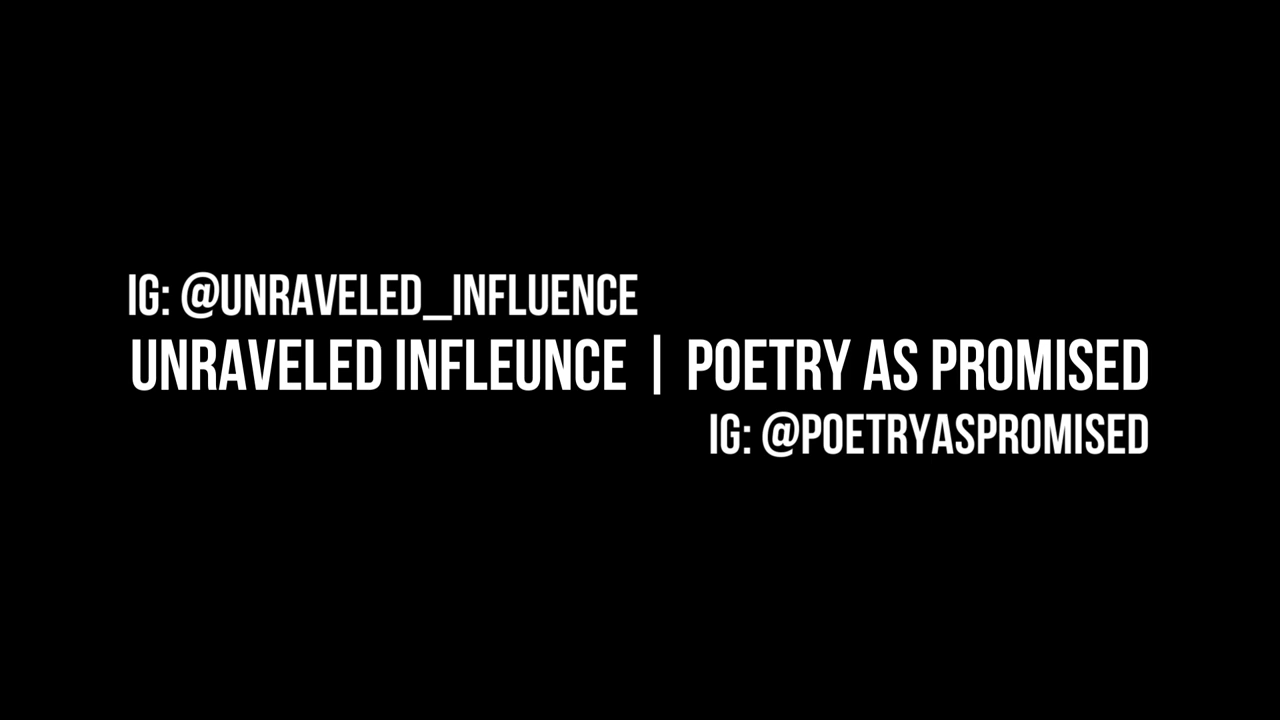 IG: @UNRAVELED_INFLUENCE
UNRAVELED INFLEUNCE | POETRY AS PROMISED
IG: @POETRYASPROMISED